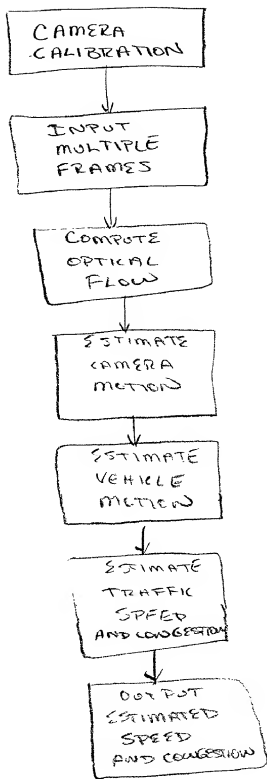 CAMERA
CALIBRATION
INPUT
MULTIPLE
FRAMES
COMPUTE
OPTICAL
FLOW
ESTIMATE
CAMERA
MOTION
ESTIMATE
VEHICLE
MOTION
ESTIMATE
TRAFFIC
SPEED
AND CONGESTION
OUTPUT
ESTIMATED
SPEED
AND CONGESTION